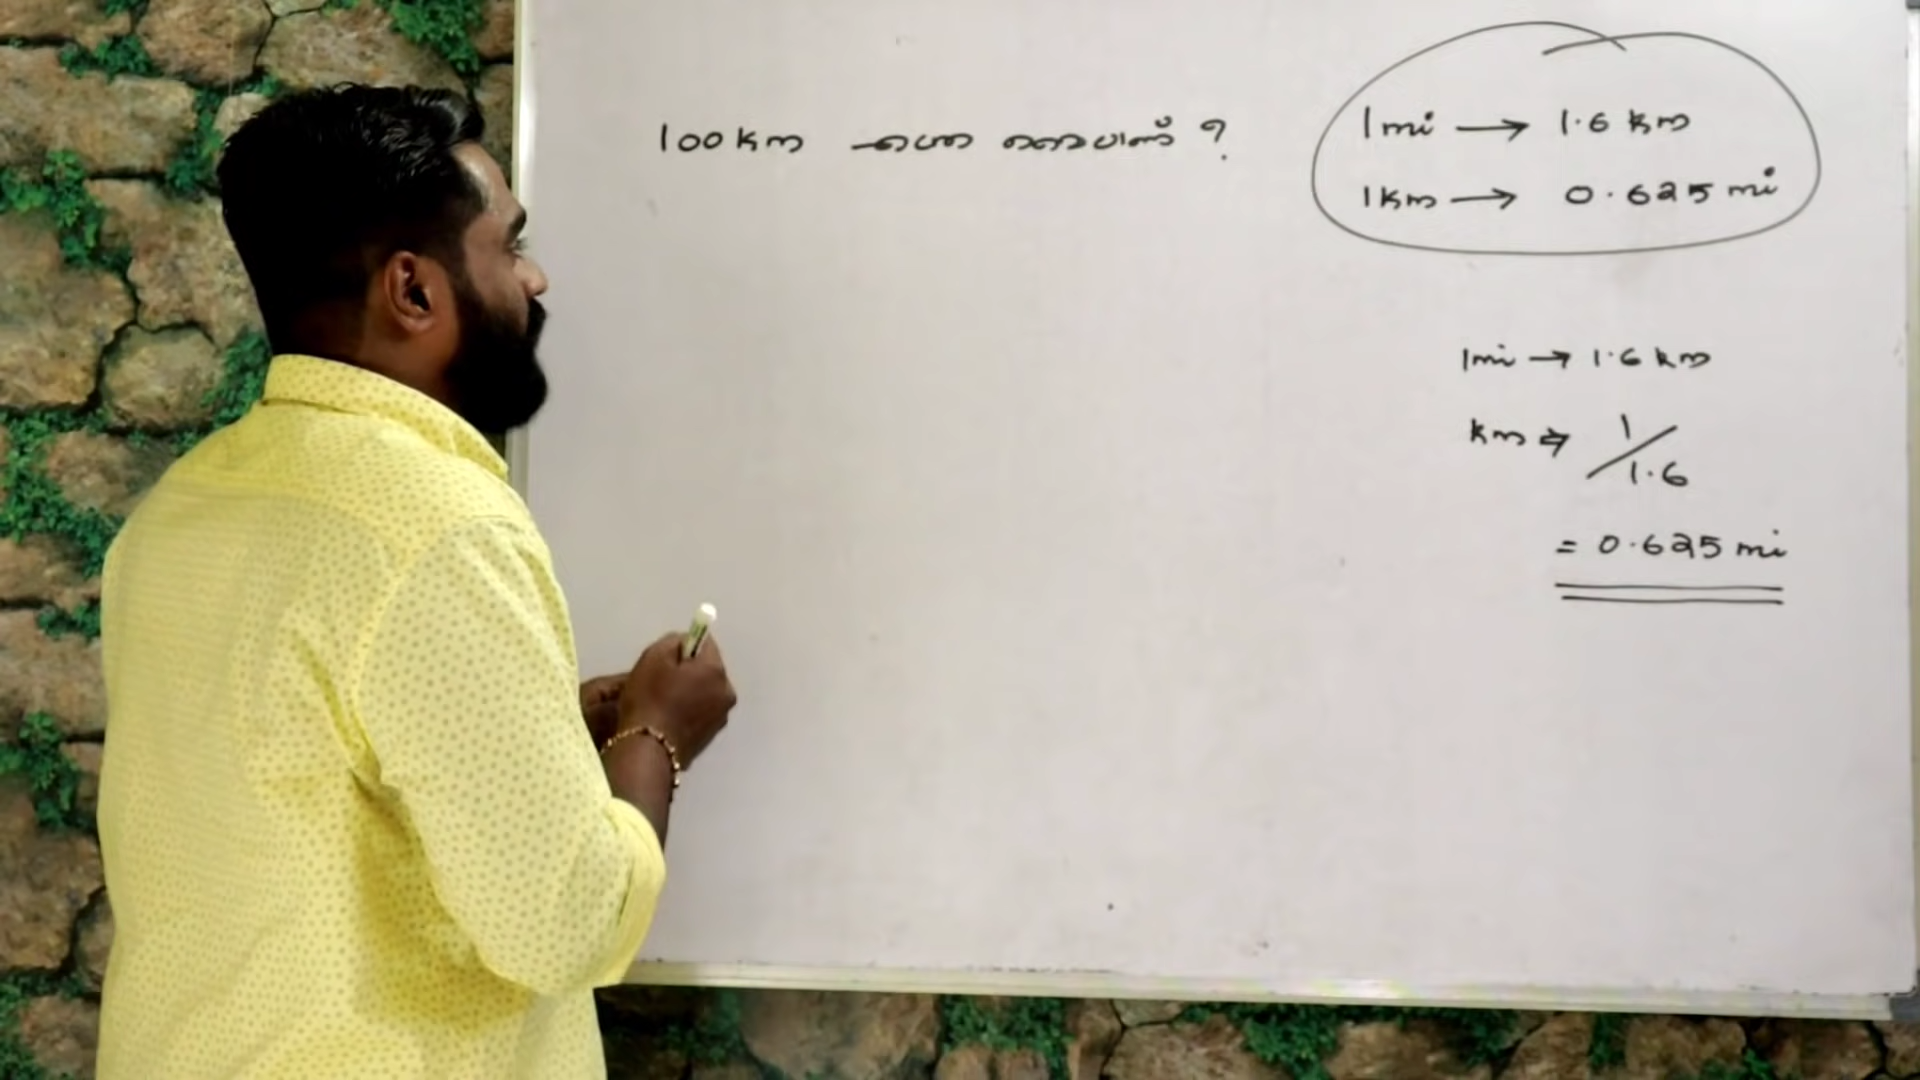 100 km എത്ര മൈലാണ് ?
1 mi → 1.6 km
1 km → 0.625 mi
1 mi → 1.6 km
km ⇒ 1/1.6
= 0.625 mi